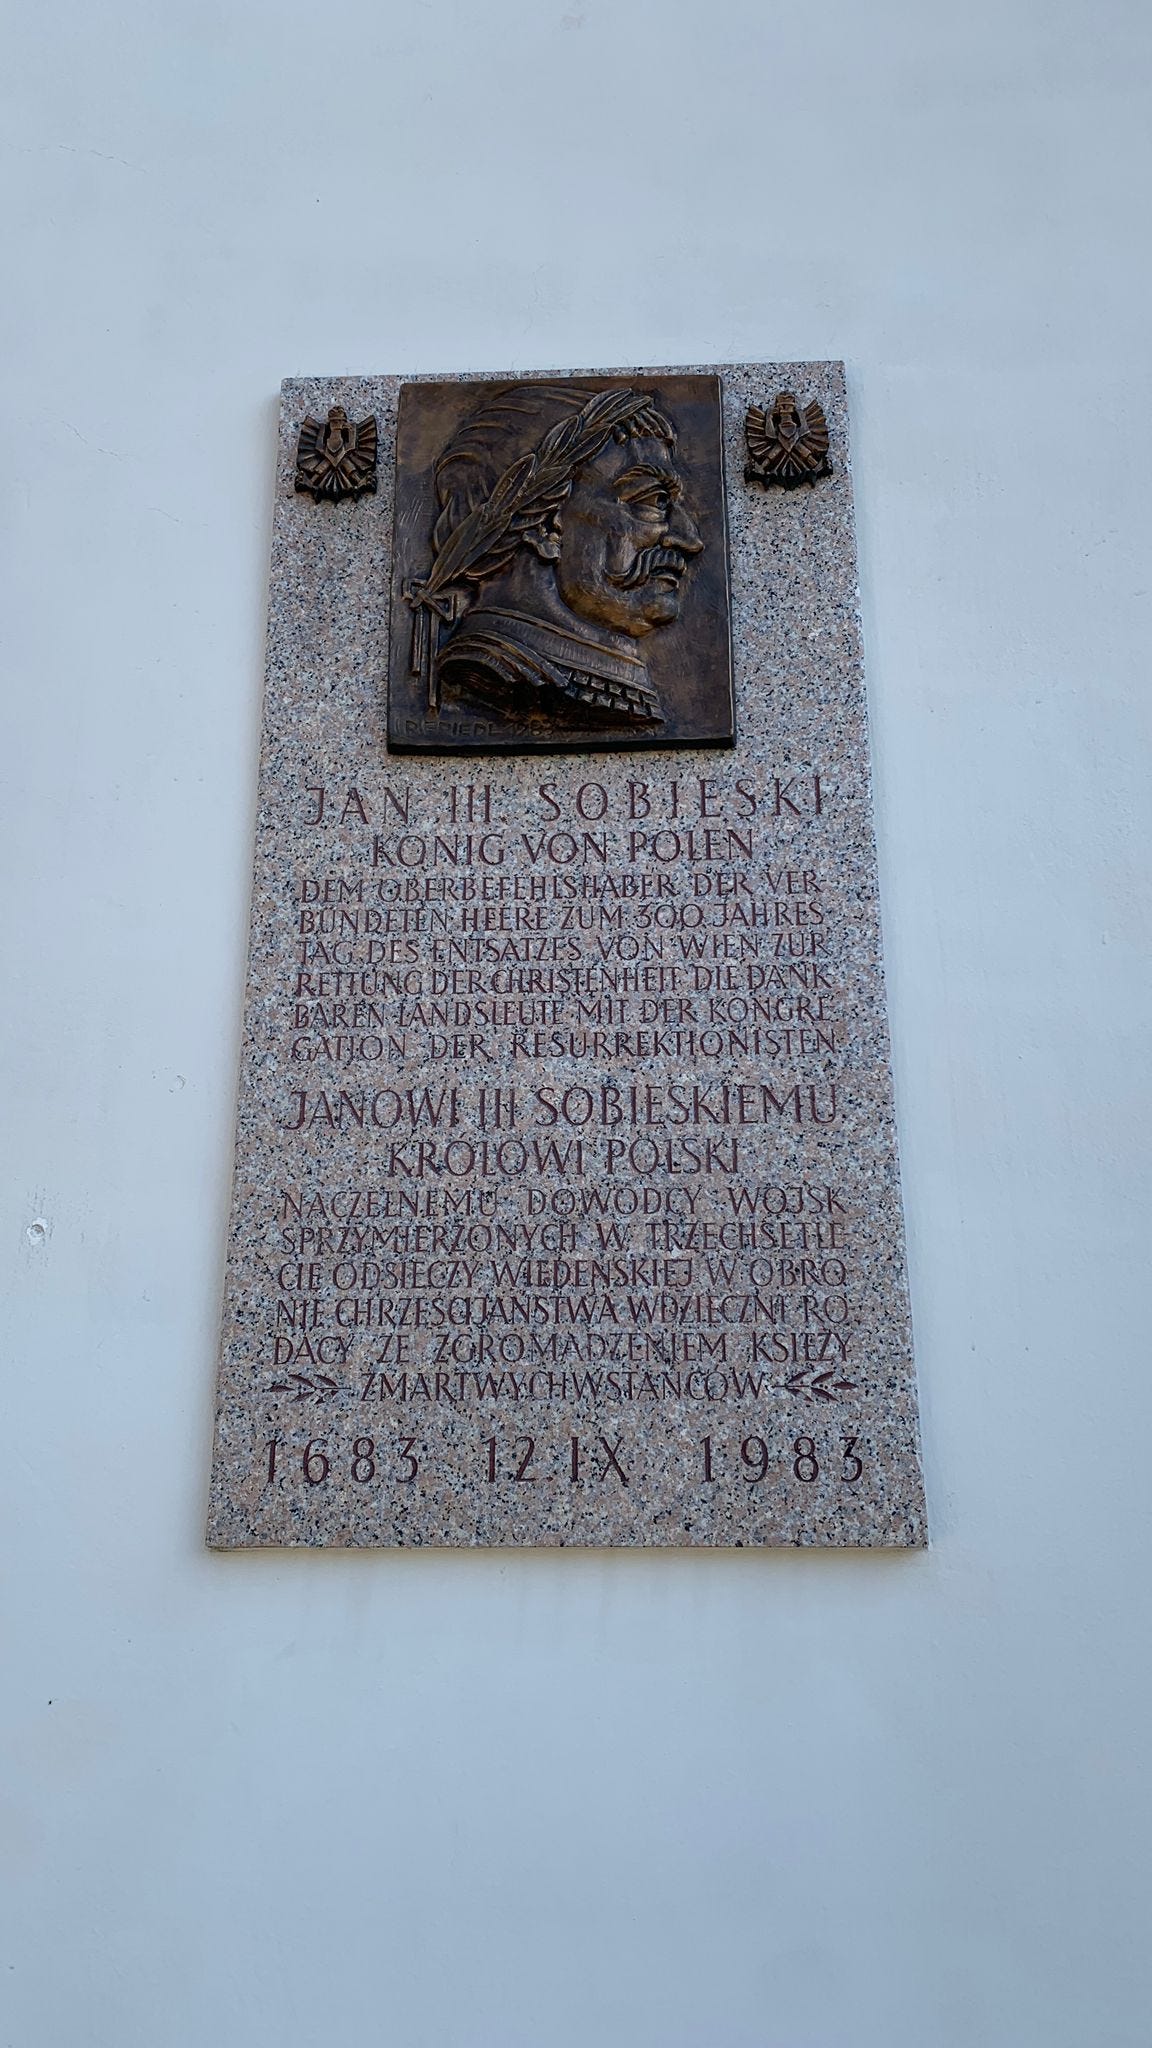 JAN III SOBIESKI
KÖNIG VON POLEN
DEM OBERBEFEHLSHABER DER VER
BÜNDETEN HEERE ZUM 300 JAHRES
TAG DES ENTSATZES VON WIEN ZUR
RETTUNG DER CHRISTENHEIT DIE DANK
BAREN LANDSLEUTE MIT DER KONGRE
GATION DER RESURREKTIONISTEN
JANOWI III SOBIESKIEMU
KRÓLOWI POLSKI
NACZELNEMU DOWÓDCY WOJSK
SPRZYMIERZONYCH W TRZECHSETLE
CIE ODSIECZY WIEDEŃSKIEJ W OBRO
NIE CHRZEŚCIJAŃSTWA WDZIĘCZNI RO
DACY ZE ZGROMADZENIEM KSIĘŻY
ZMARTWYCHWSTAŃCÓW
1683 12.IX 1983